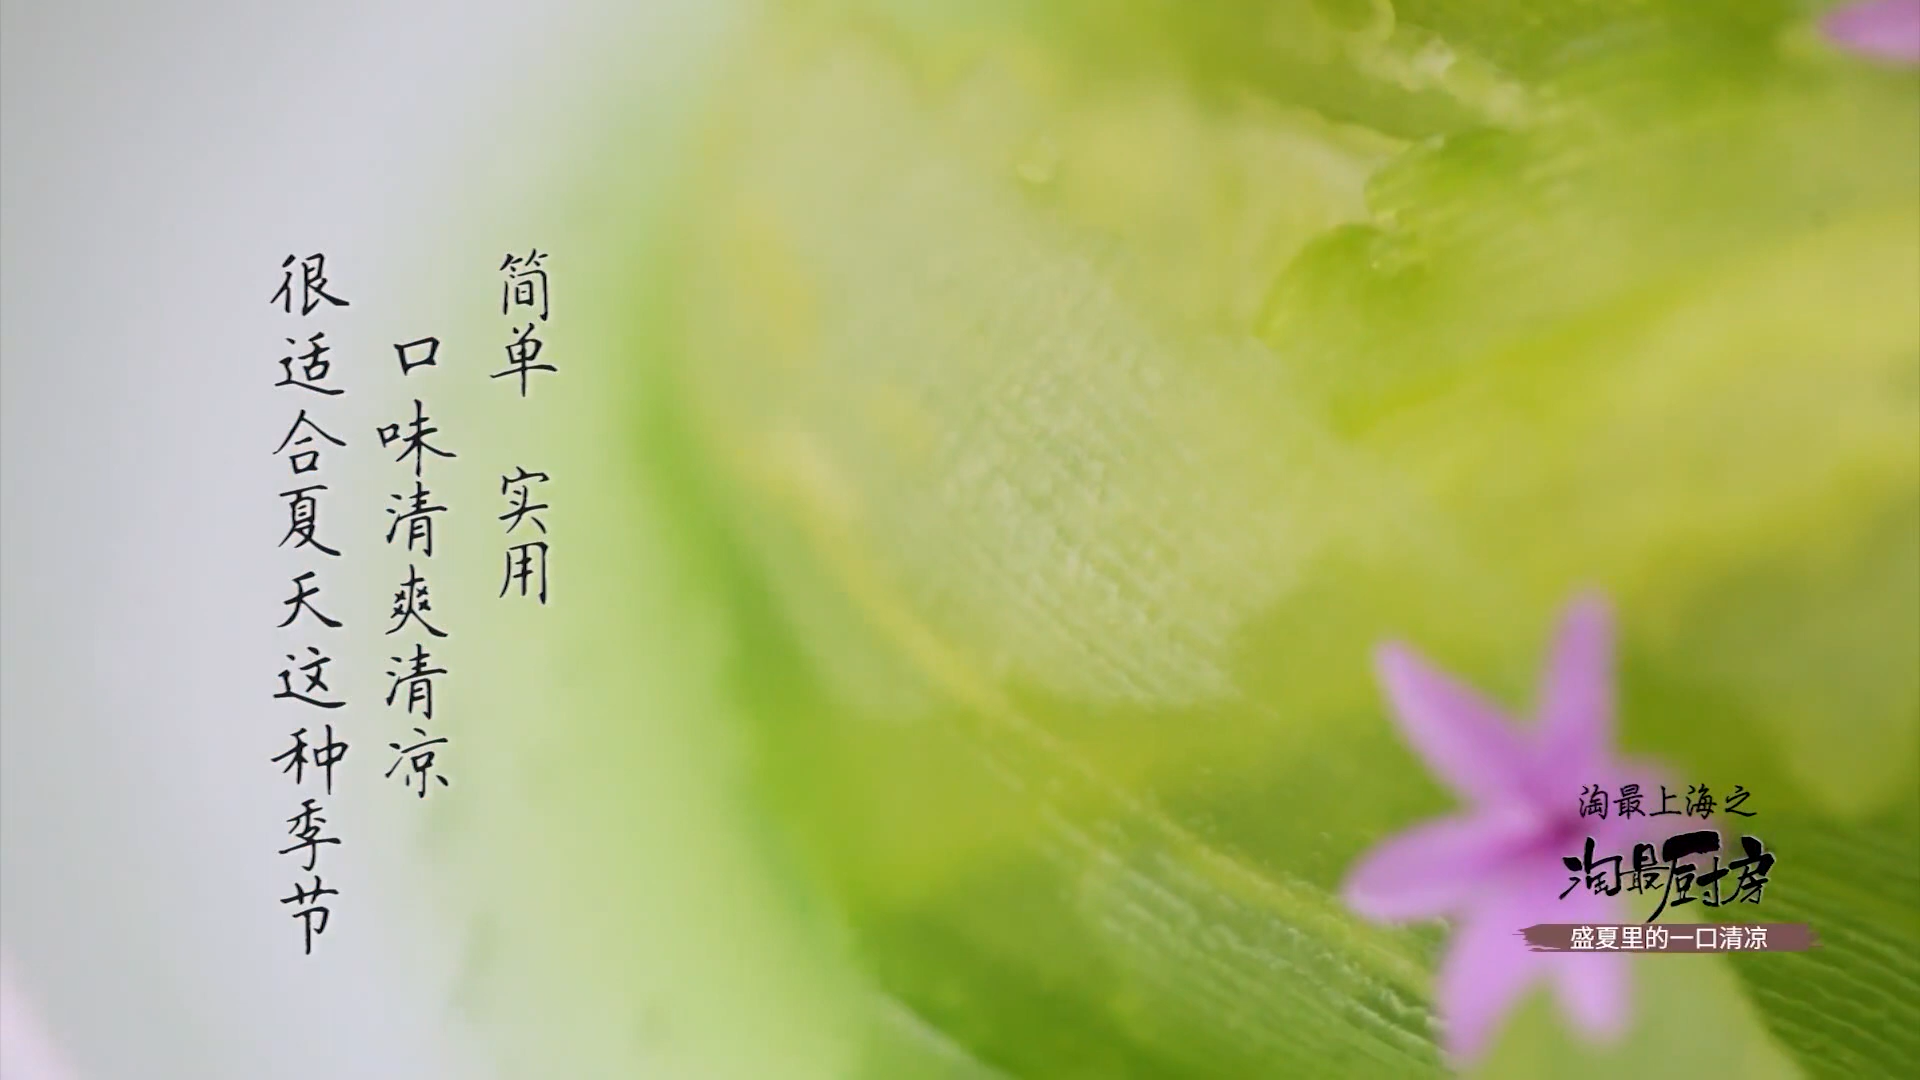 简单 实用
口味清爽清凉
很适合夏天这种季节
淘最上海之
淘最厨房
盛夏里的一口清凉